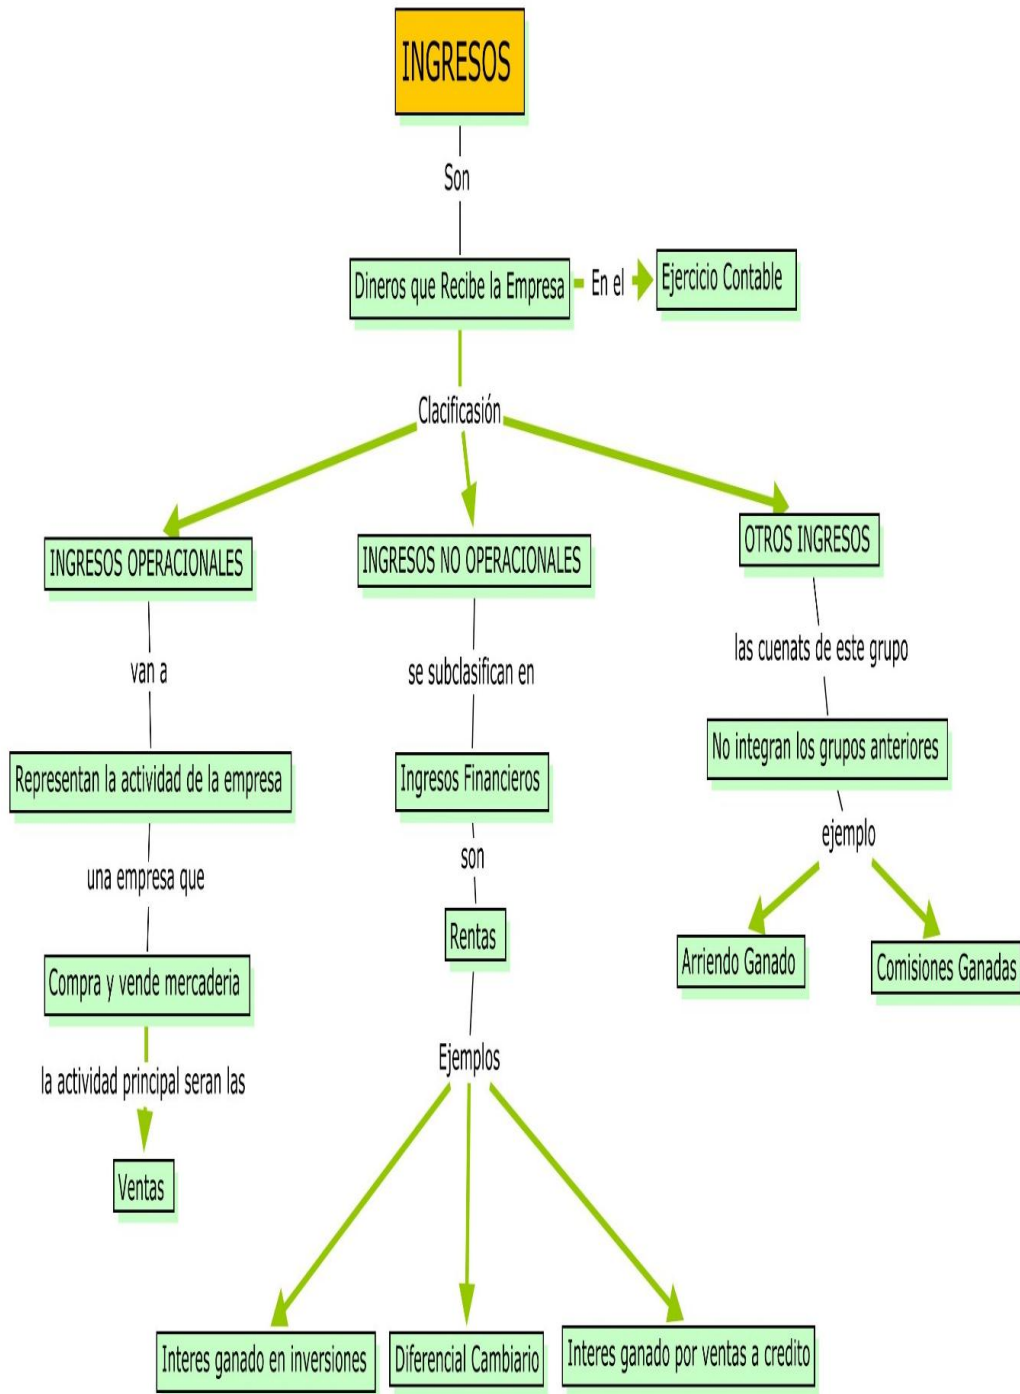 INGRESOS
Son
Dineros que Recibe la Empresa
En el
Ejercicio Contable
Clacificasión
INGRESOS OPERACIONALES
INGRESOS NO OPERACIONALES
OTROS INGRESOS
van a
se subclasifican en
las cuenats de este grupo
Representan la actividad de la empresa
Ingresos Financieros
No integran los grupos anteriores
una empresa que
son
ejemplo
Compra y vende mercaderia
Rentas
Arriendo Ganado
Comisiones Ganadas
la actividad principal seran las
Ejemplos
Ventas
Interes ganado en inversiones
Diferencial Cambiario
Interes ganado por ventas a credito